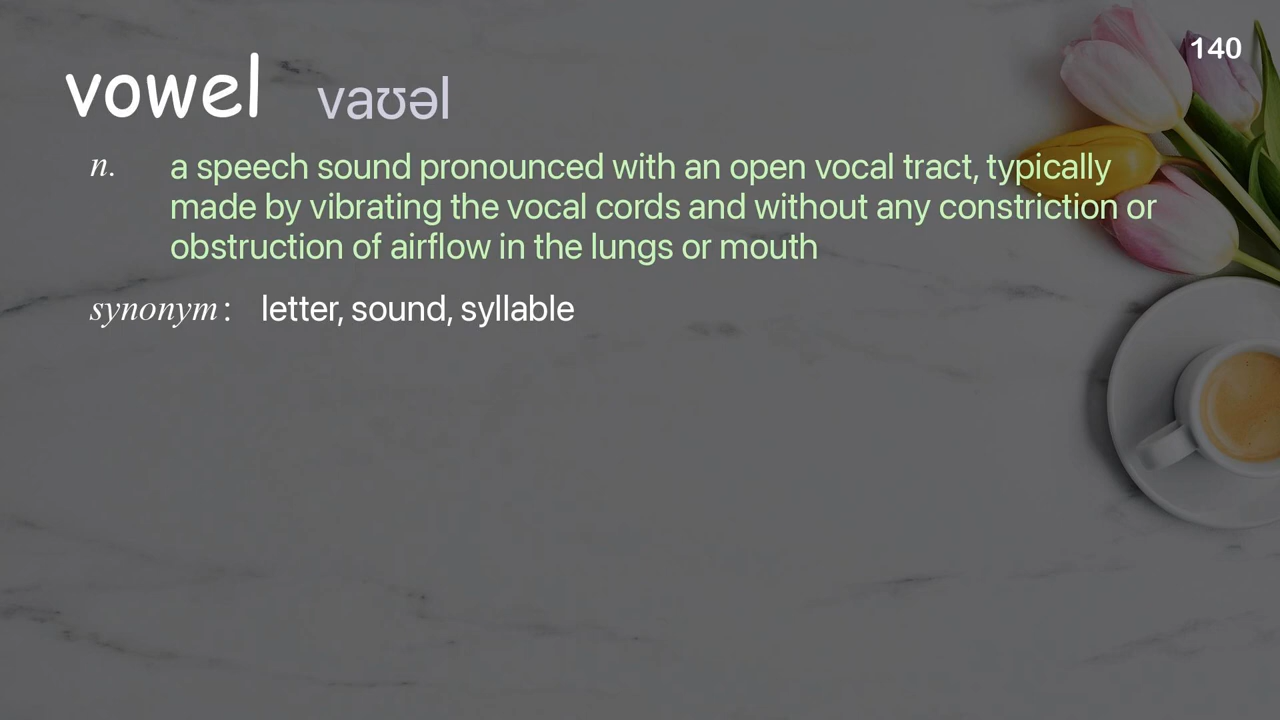 140
vowel vaʊəl
n. a speech sound pronounced with an open vocal tract, typically
made by vibrating the vocal cords and without any constriction or
obstruction of airflow in the lungs or mouth
synonym: letter, sound, syllable